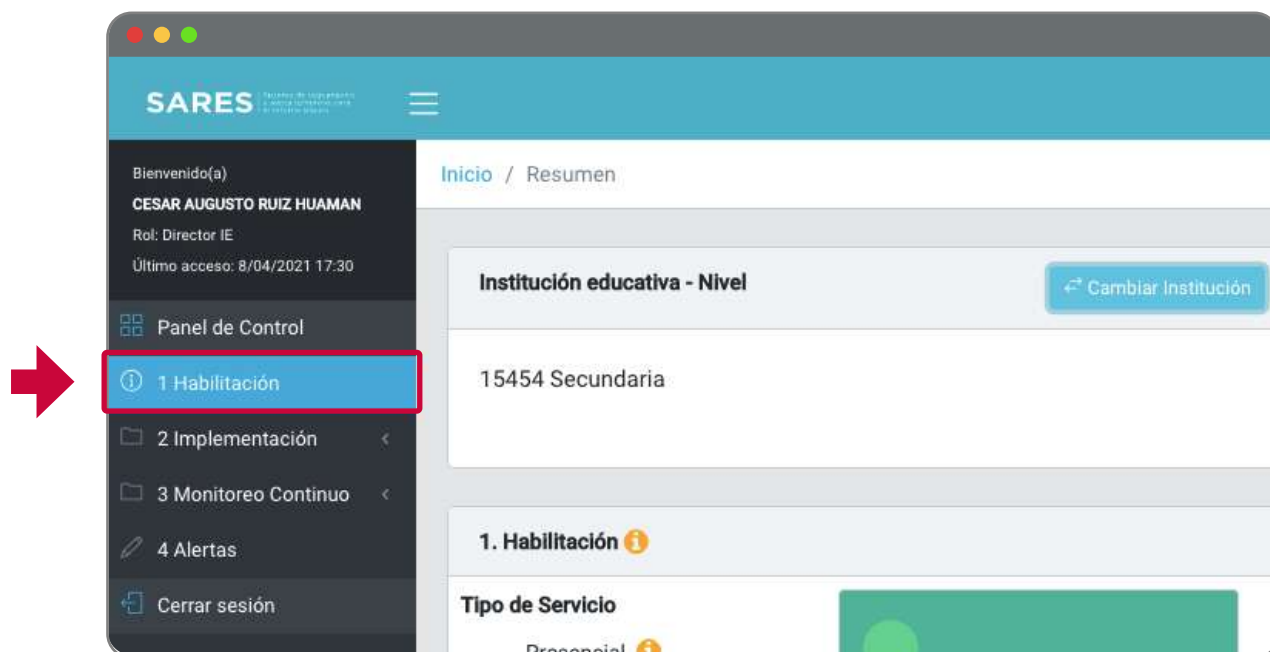 SARES
Bienvenido(a)
CESAR AUGUSTO RUIZ HUAMAN
Rol: Director IE
Último acceso: 8/04/2021 17:30
Panel de Control
1 Habilitación
2 Implementación
3 Monitoreo Continuo
4 Alertas
Cerrar sesión
Inicio / Resumen
Institución educativa - Nivel
Cambiar Institución
15454 Secundaria
1. Habilitación
Tipo de Servicio
Presencial